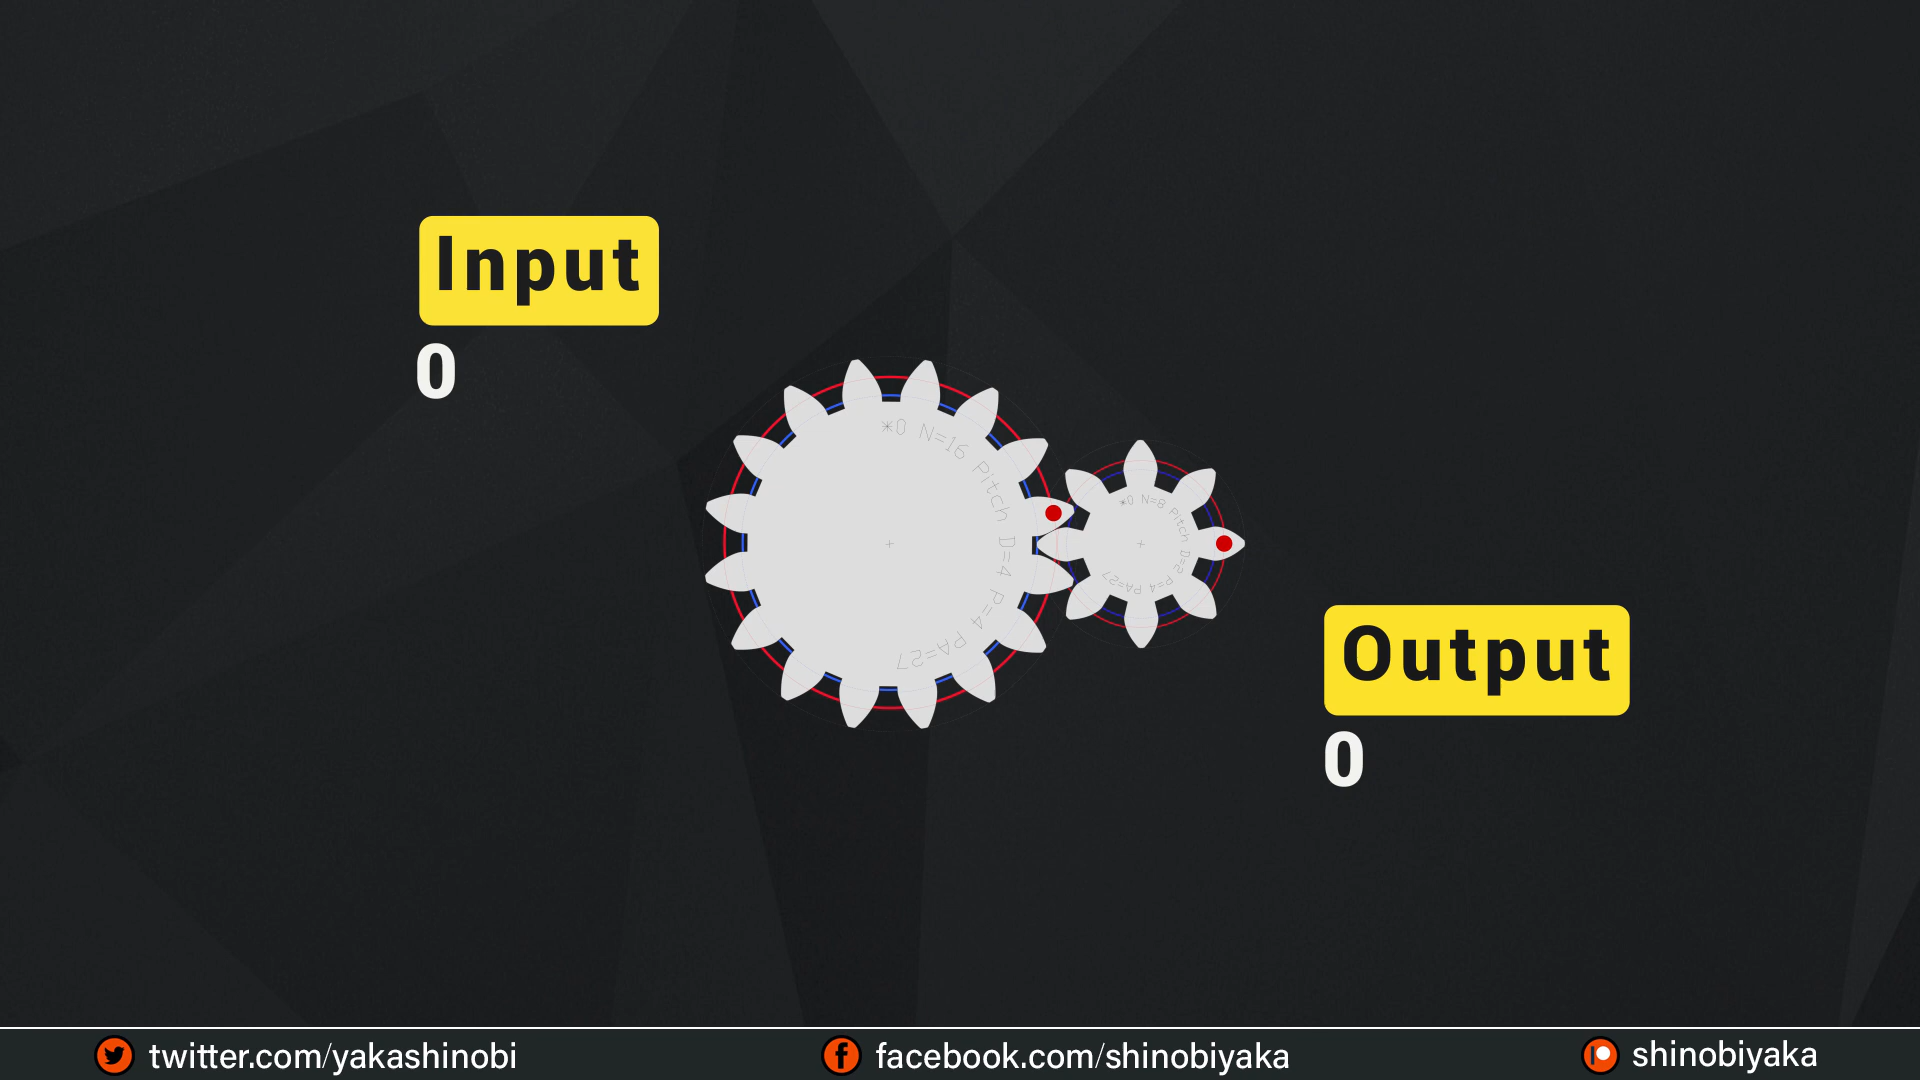 Input
0
*0 N=16 Pitch D=4 P=4 PA=27
*0 N=8 Pitch D=2 P=4 PA=27
Output
0
twitter.com/yakashinobi
facebook.com/shinobiyaka
shinobiyaka